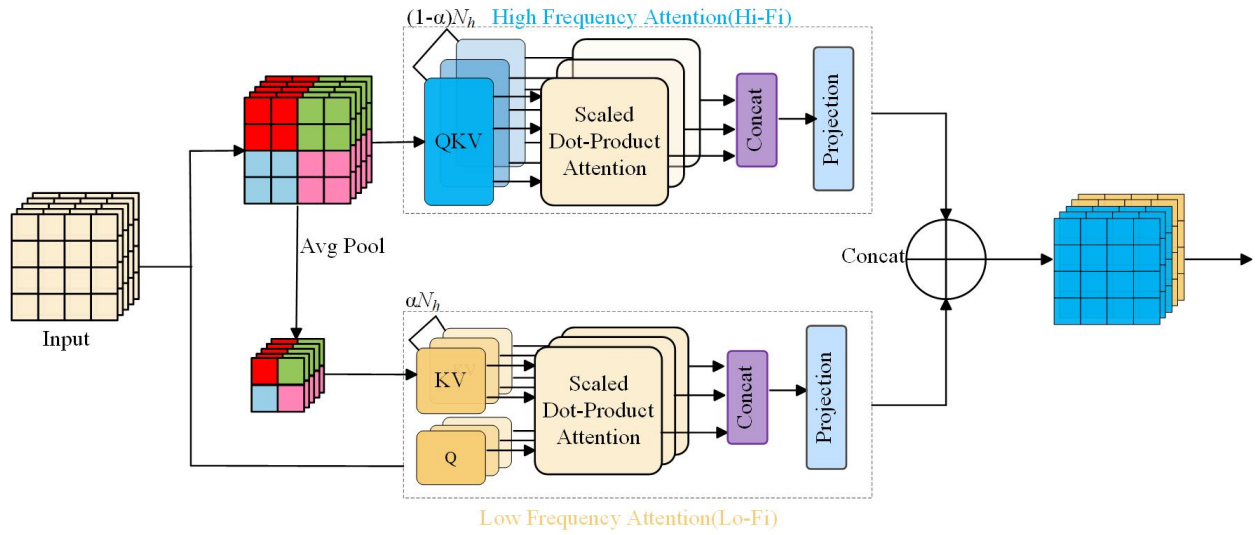 (1-α)Nh High Frequency Attention(Hi-Fi)
QKV
Scaled
Dot-Product
Attention
Concat
Projection
Avg Pool
Input
Concat
αNh
KV
Q
Scaled
Dot-Product
Attention
Concat
Projection
Low Frequency Attention(Lo-Fi)